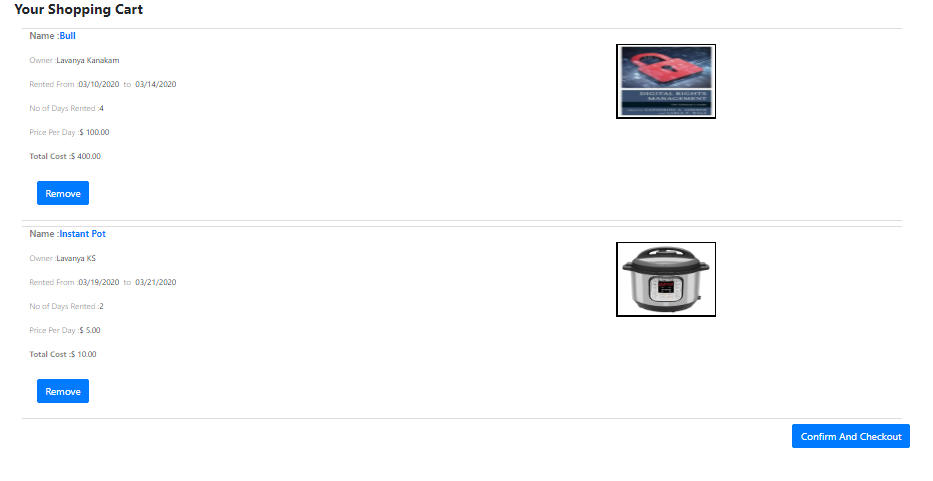 Your Shopping Cart
Name :Bull
Owner :Lavanya Kanakam
Rented From :03/10/2020 to 03/14/2020
No of Days Rented :4
Price Per Day :$ 100.00
Total Cost :$ 400.00
DIGITAL RIGHTS
MANAGEMENT
Remove
Name :Instant Pot
Owner :Lavanya KS
Rented From :03/19/2020 to 03/21/2020
No of Days Rented :2
Price Per Day :$ 5.00
Total Cost :$ 10.00
Remove
Confirm And Checkout